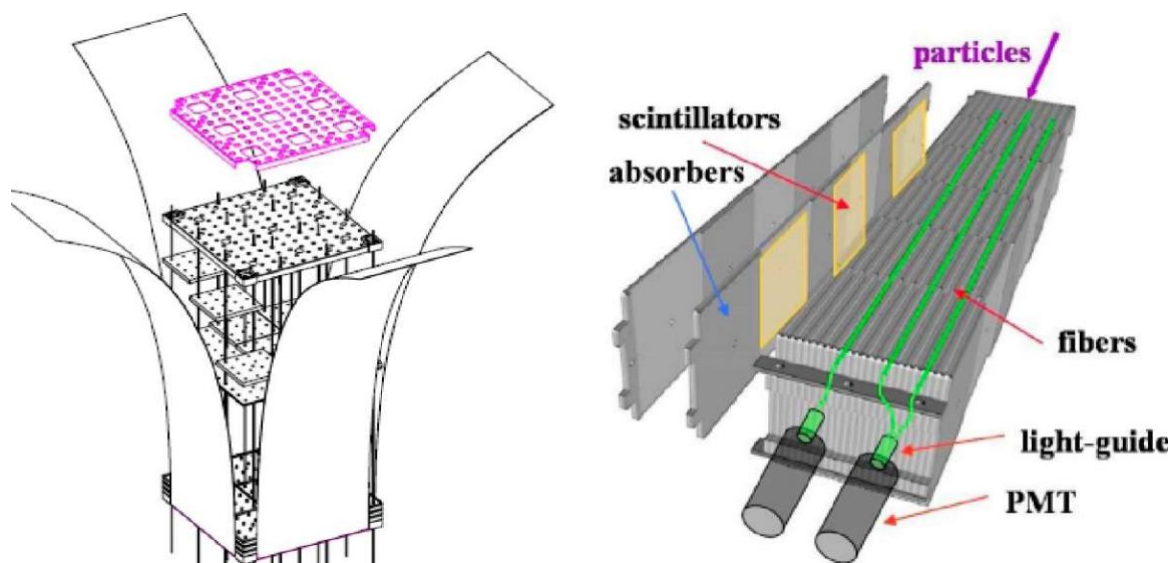 particles
scintillators
absorbers
fibers
light-guide
PMT